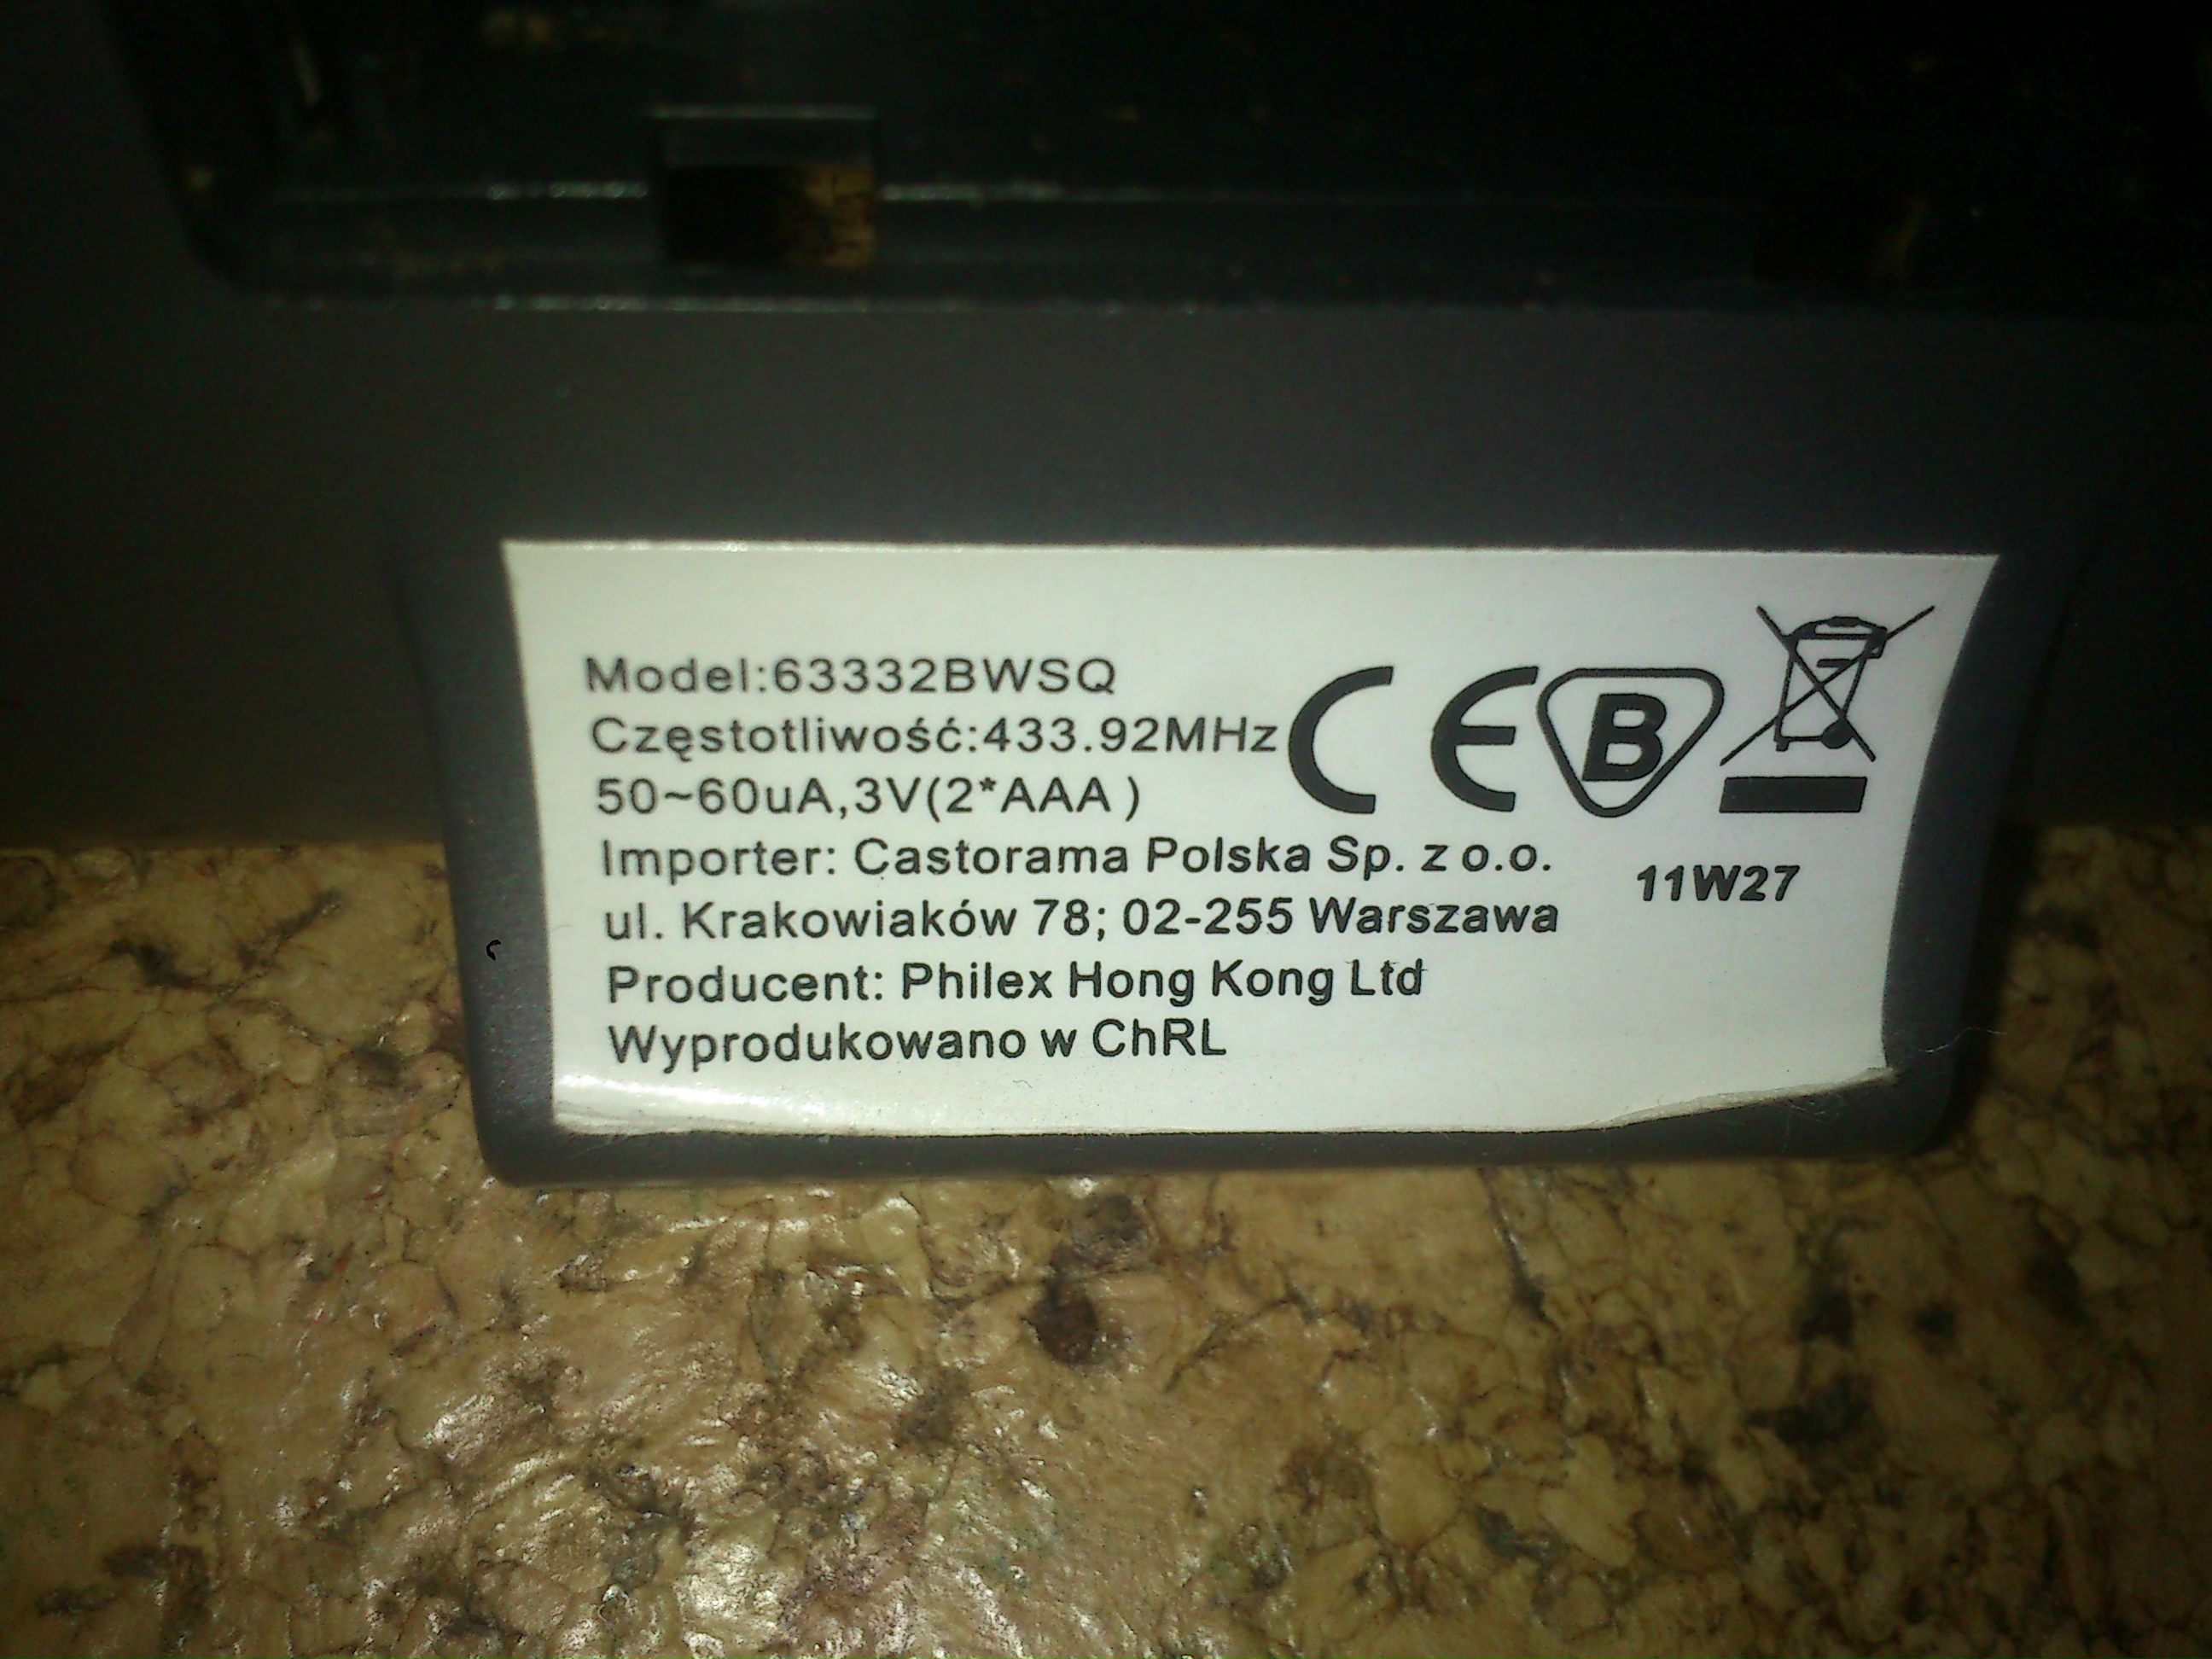 Model:63332BWSQ
Częstotliwość:433.92MHz
50~60uA,3V(2*AAA )
Importer: Castorama Polska Sp. z o.o.
ul. Krakowiaków 78; 02-255 Warszawa
Producent: Philex Hong Kong Ltd
Wyprodukowano w ChRL
CE B
11W27